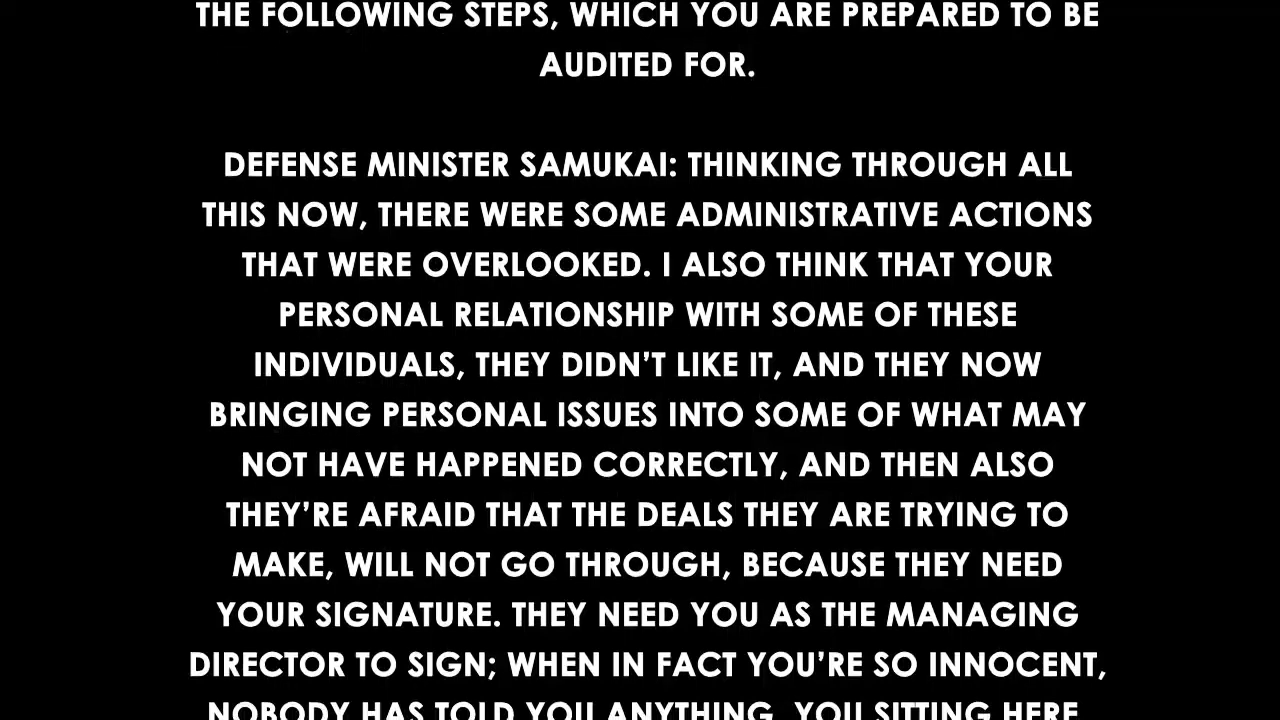 THE FOLLOWING STEPS, WHICH YOU ARE PREPARED TO BE
AUDITED FOR.
DEFENSE MINISTER SAMUKAI: THINKING THROUGH ALL
THIS NOW, THERE WERE SOME ADMINISTRATIVE ACTIONS
THAT WERE OVERLOOKED. I ALSO THINK THAT YOUR
PERSONAL RELATIONSHIP WITH SOME OF THESE
INDIVIDUALS, THEY DIDN’T LIKE IT, AND THEY NOW
BRINGING PERSONAL ISSUES INTO SOME OF WHAT MAY
NOT HAVE HAPPENED CORRECTLY, AND THEN ALSO
THEY’RE AFRAID THAT THE DEALS THEY ARE TRYING TO
MAKE, WILL NOT GO THROUGH, BECAUSE THEY NEED
YOUR SIGNATURE. THEY NEED YOU AS THE MANAGING
DIRECTOR TO SIGN; WHEN IN FACT YOU’RE SO INNOCENT,
NOBODY HAS TOLD YOU ANYTHING. YOU SITTING HERE